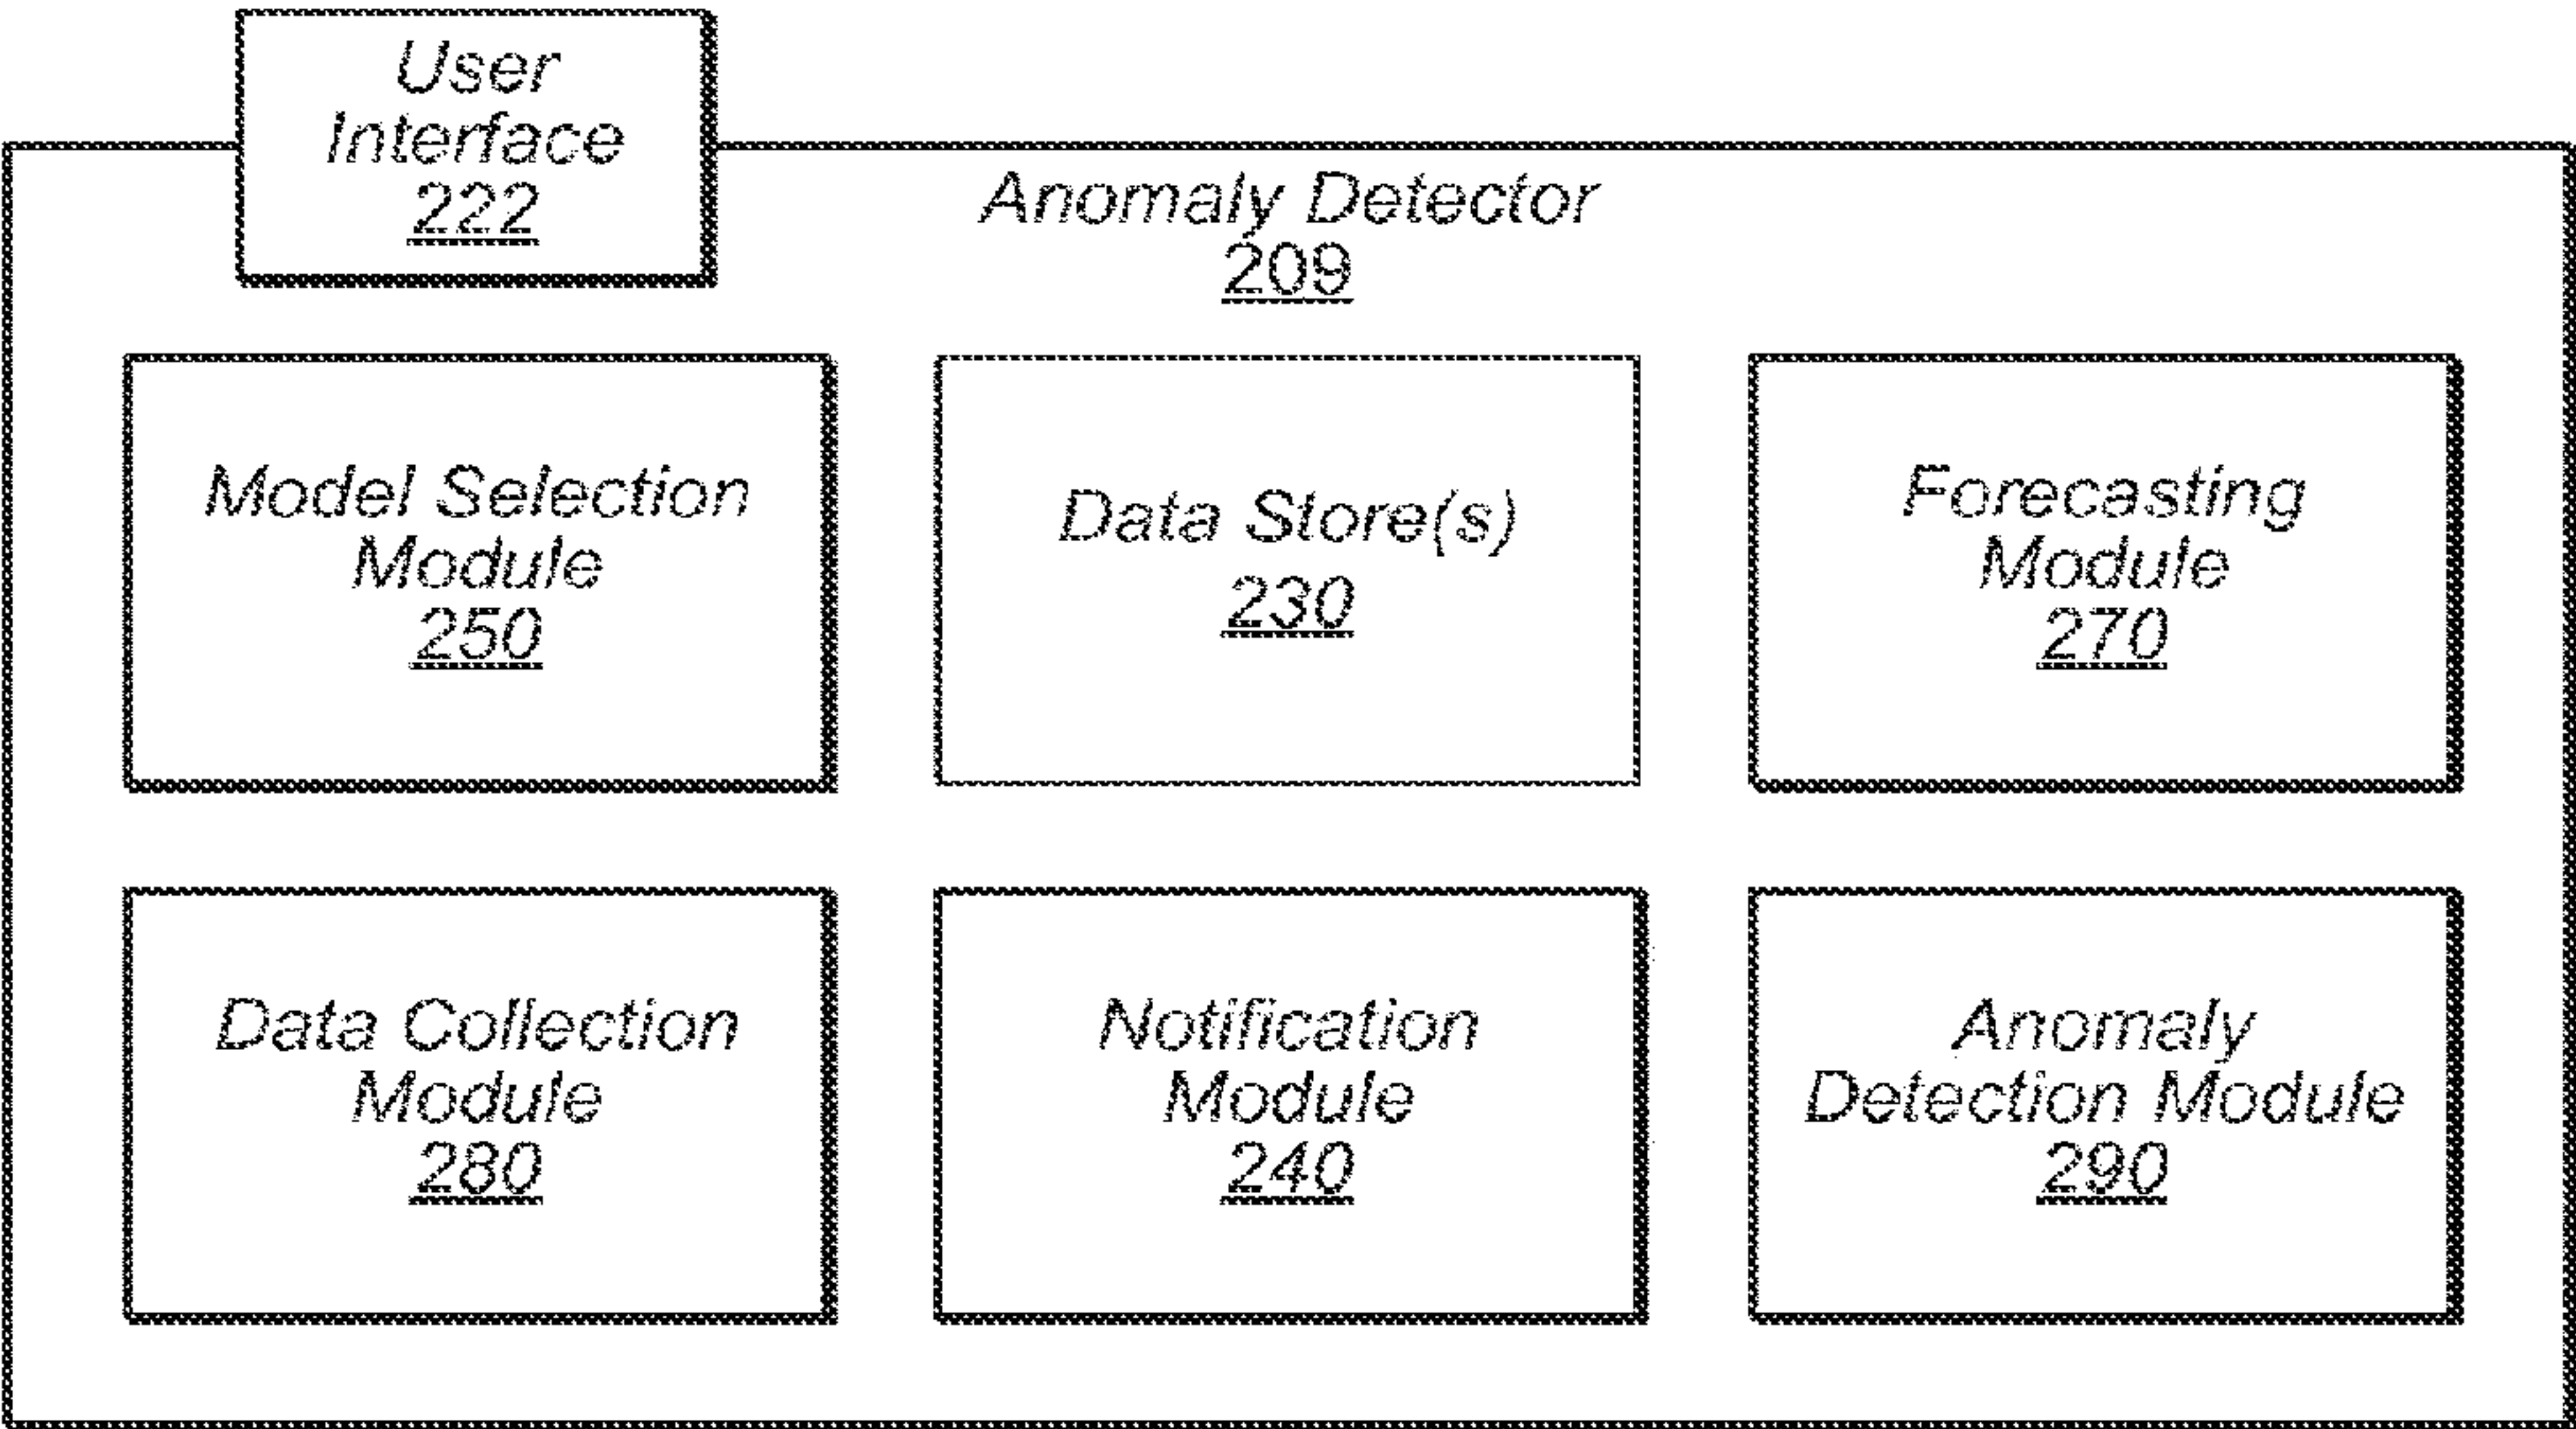 User
Interface
222
Anomaly Detector
209
Model Selection
Module
250
Data Store(s)
230
Forecasting
Module
270
Data Collection
Module
280
Notification
Module
240
Anomaly
Detection Module
290